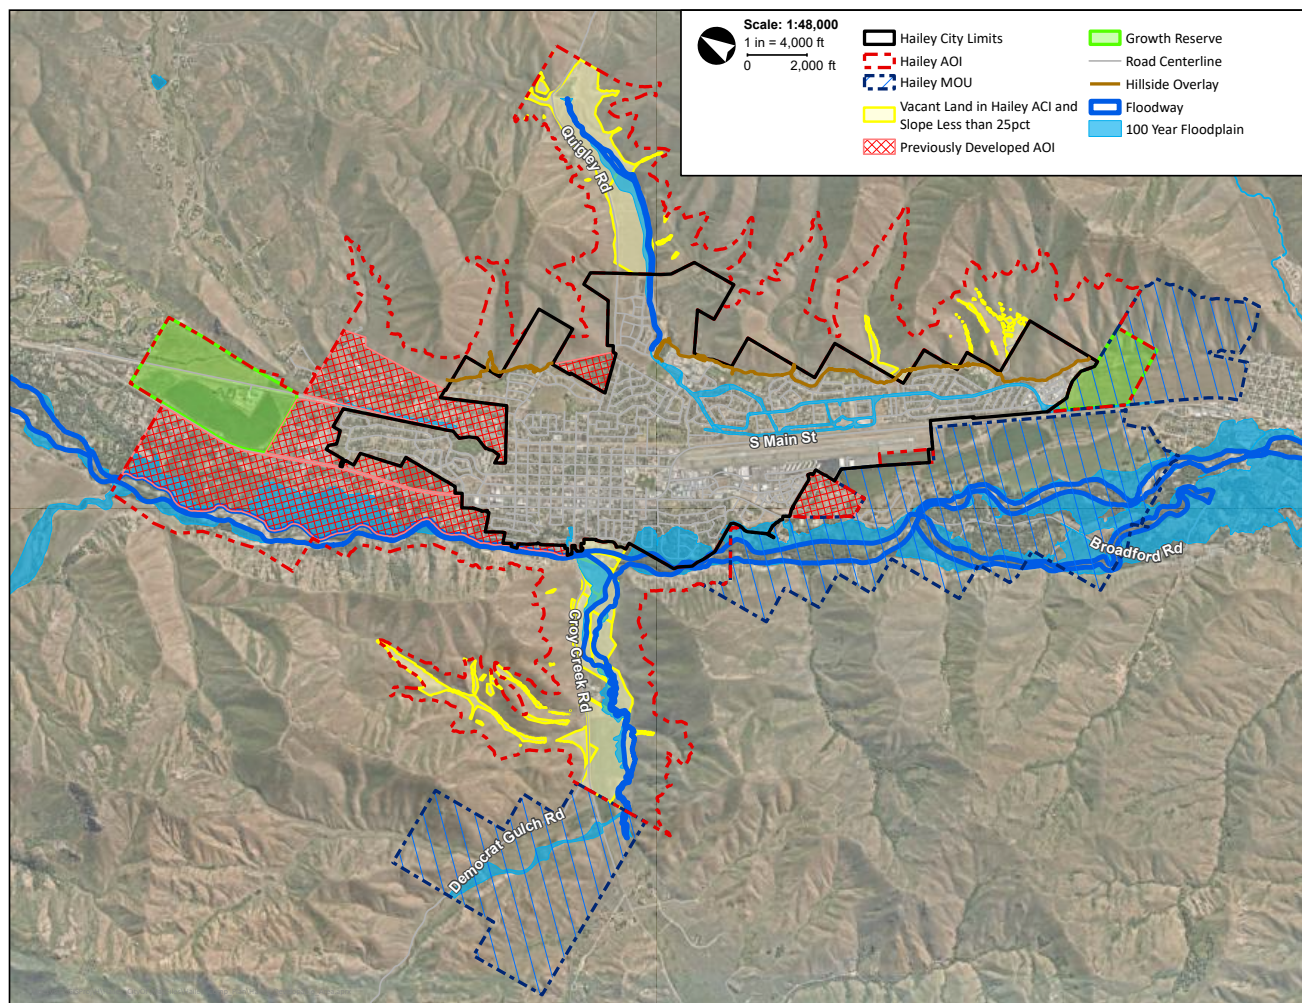 Scale: 1:48,000
1 in = 4,000 ft
0 2,000 ft
Hailey City Limits
Hailey AOI
Hailey MOU
Vacant Land in Hailey ACI and
Slope Less than 25pct
Previously Developed AOI
Growth Reserve
Road Centerline
Hillside Overlay
Floodway
100 Year Floodplain
Quigley Rd
S Main St
Broadford Rd
Croy Creek Rd
Democrat Gulch Rd